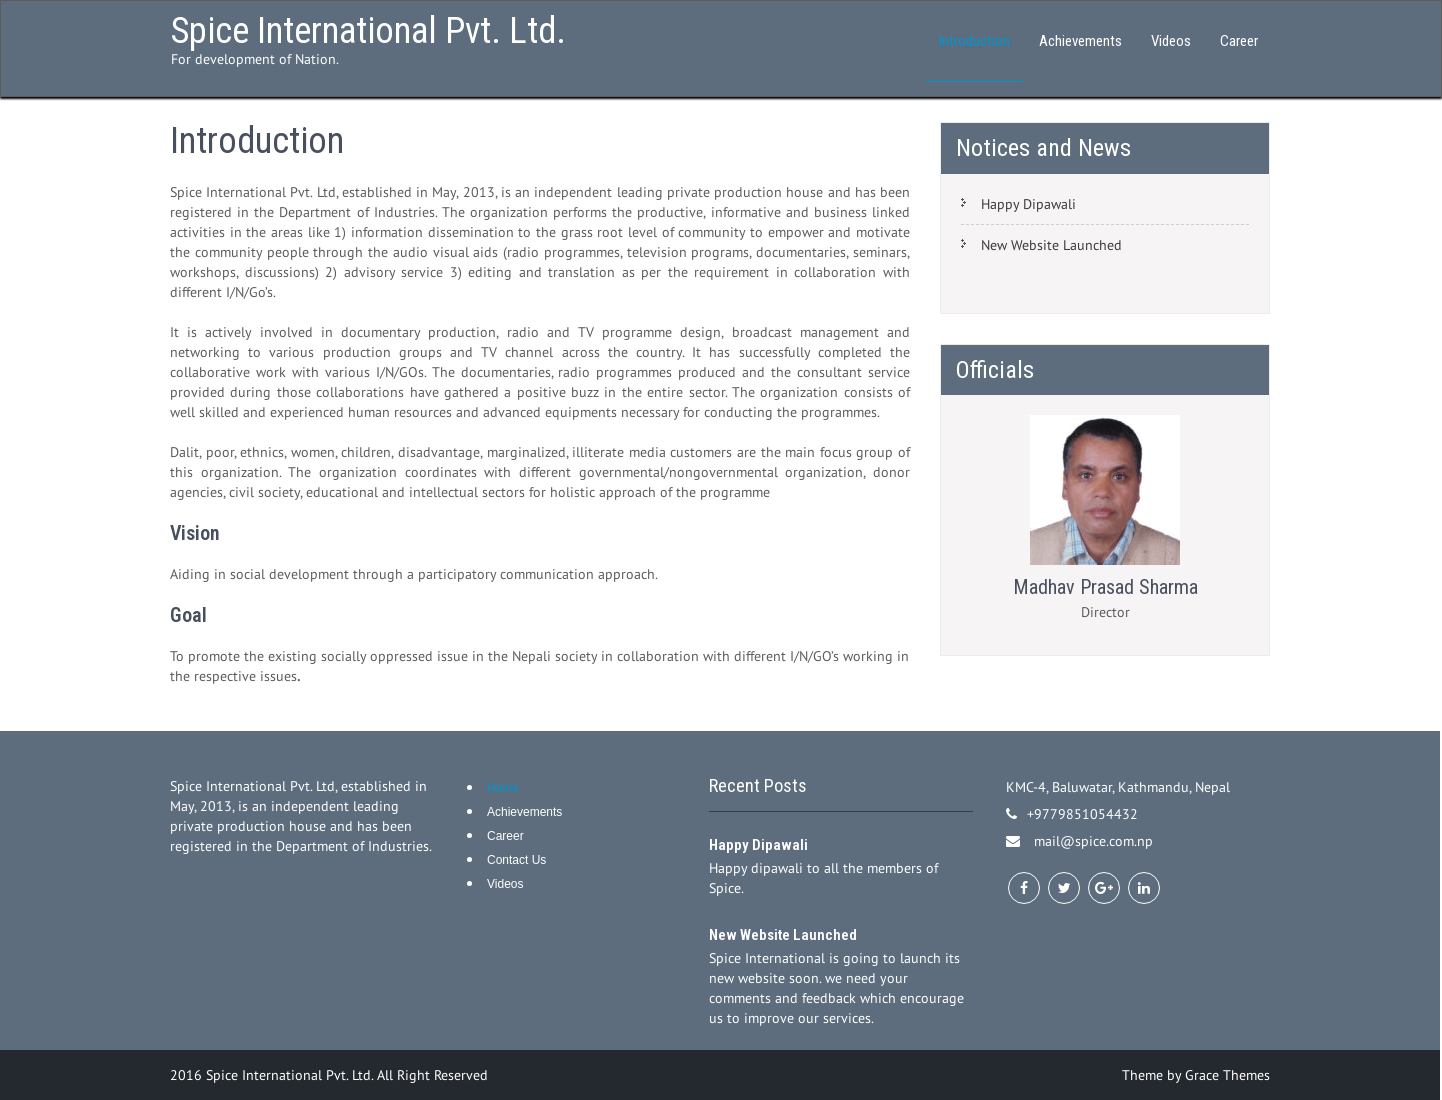 Spice International Pvt. Ltd.
For development of Nation.
Introduction
Achievements
Videos
Career
Introduction
Spice International Pvt. Ltd, established in May, 2013, is an independent leading private production house and has been
registered in the Department of Industries. The organization performs the productive, informative and business linked
activities in the areas like 1) information dissemination to the grass root level of community to empower and motivate
the community people through the audio visual aids (radio programmes, television programs, documentaries, seminars,
workshops, discussions) 2) advisory service 3) editing and translation as per the requirement in collaboration with
different I/N/Go's.
It is actively involved in documentary production, radio and TV programme design, broadcast management and
networking to various production groups and TV channel across the country. It has successfully completed the
collaborative work with various I/N/GOs. The documentaries, radio programmes produced and the consultant service
provided during those collaborations have gathered a positive buzz in the entire sector. The organization consists of
well skilled and experienced human resources and advanced equipments necessary for conducting the programmes.
Dalit, poor, ethnics, women, children, disadvantage, marginalized, illiterate media customers are the main focus group of
this organization. The organization coordinates with different governmental/nongovernmental organization, donor
agencies, civil society, educational and intellectual sectors for holistic approach of the programme
Vision
Aiding in social development through a participatory communication approach.
Goal
To promote the existing socially oppressed issue in the Nepali society in collaboration with different I/N/GO's working in
the respective issues.
Notices and News
Happy Dipawali
New Website Launched
Officials
Madhav Prasad Sharma
Director
Spice International Pvt. Ltd, established in
May, 2013, is an independent leading
private production house and has been
registered in the Department of Industries.
Home
Achievements
Career
Contact Us
Videos
Recent Posts
Happy Dipawali
Happy dipawali to all the members of
Spice.
New Website Launched
Spice International is going to launch its
new website soon. we need your
comments and feedback which encourage
us to improve our services.
KMC-4, Baluwatar, Kathmandu, Nepal
+9779851054432
mail@spice.com.np
2016 Spice International Pvt. Ltd. All Right Reserved
Theme by Grace Themes